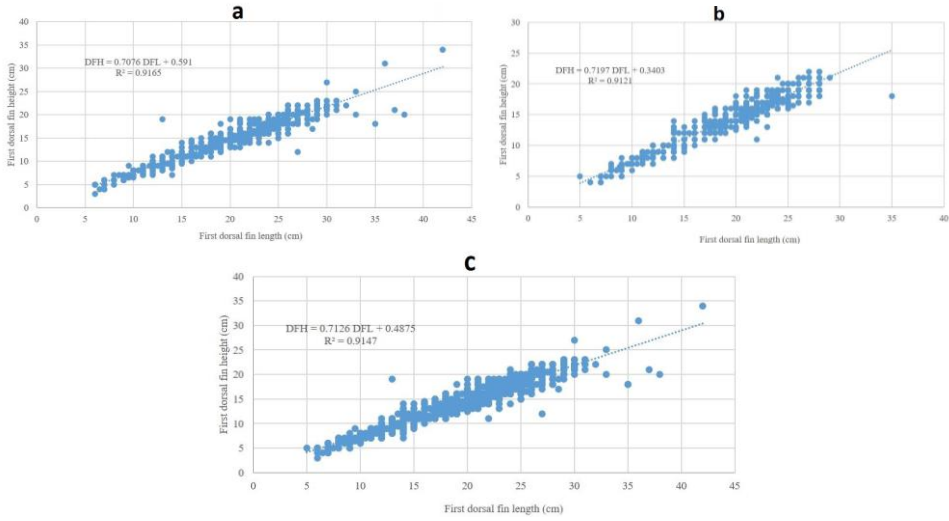 a
40
35
30
25
20
15
10
5
0
DFH = 0.7076 DFL + 0.591
R² = 0.9165
First dorsal fin height (cm)
0 5 10 15 20 25 30 35 40 45
First dorsal fin length (cm)
b
30
25
20
15
10
5
0
DFH = 0.7197 DFL + 0.3403
R² = 0.9121
First dorsal fin height (cm)
0 5 10 15 20 25 30 35 40
First dorsal fin length (cm)
c
40
35
30
25
20
15
10
5
0
DFH = 0.7126 DFL + 0.4875
R² = 0.9147
First dorsal fin height (cm)
0 5 10 15 20 25 30 35 40 45
First dorsal fin length (cm)